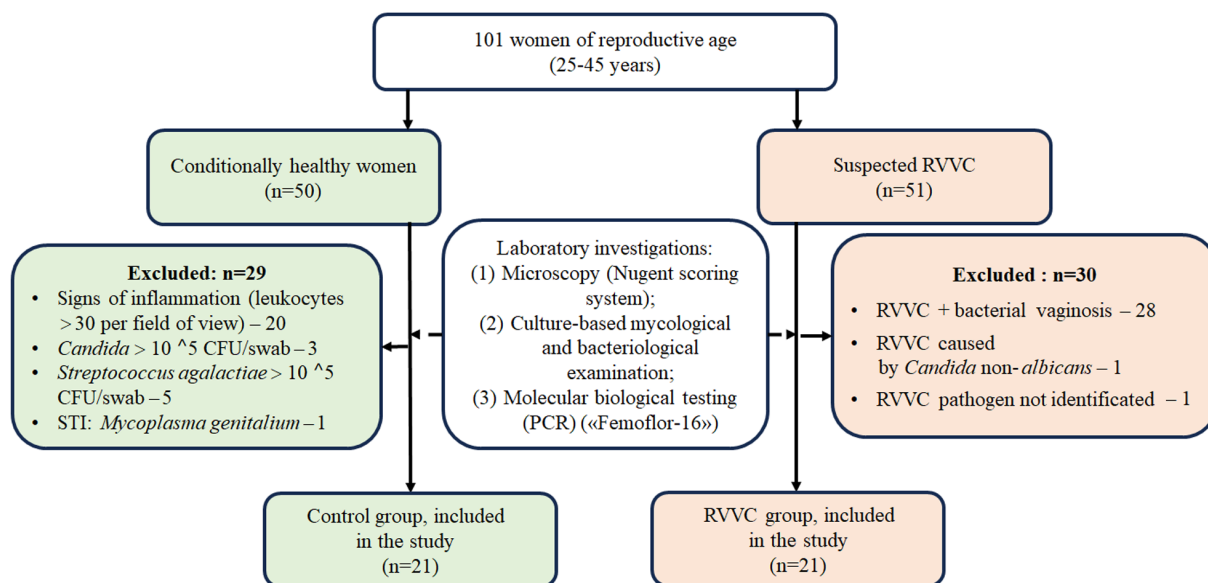 101 women of reproductive age
(25-45 years)
Conditionally healthy women
(n=50)
Suspected RVVC
(n=51)
Excluded: n=29
• Signs of inflammation (leukocytes
> 30 per field of view) – 20
• Candida > 10 ^5 CFU/swab – 3
• Streptococcus agalactiae > 10 ^5
CFU/swab – 5
• STI: Mycoplasma genitalium – 1
Laboratory investigations:
(1) Microscopy (Nugent scoring
system);
(2) Culture-based mycological
and bacteriological
examination;
(3) Molecular biological testing
(PCR) («Femoflor-16»)
Excluded : n=30
• RVVC + bacterial vaginosis – 28
• RVVC caused
by Candida non-albicans – 1
• RVVC pathogen not identificated – 1
Control group, included
in the study
(n=21)
RVVC group, included
in the study
(n=21)